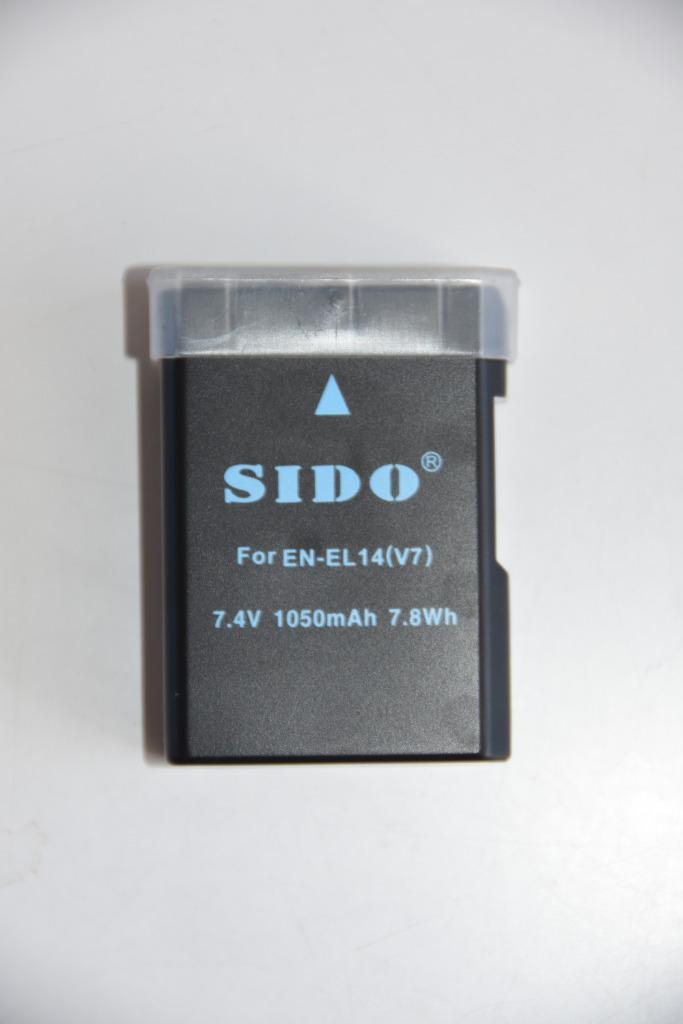 SIDO®
For EN-EL14(V7)
7.4V 1050mAh 7.8Wh